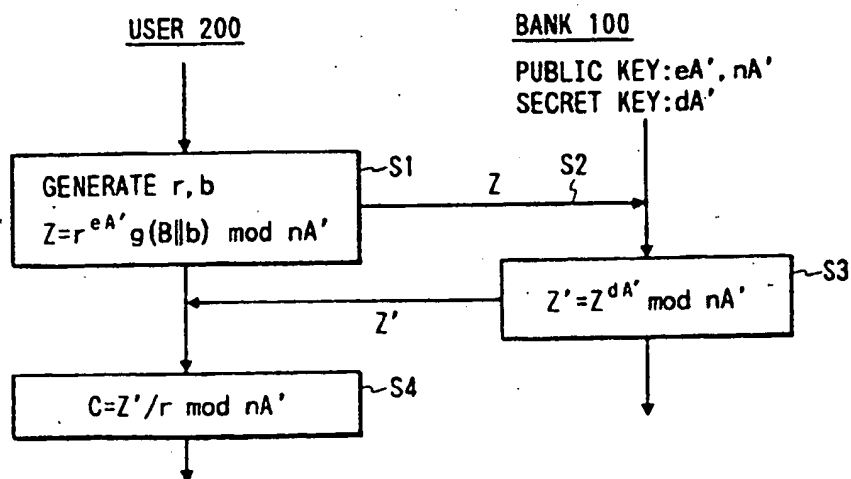 USER 200
BANK 100
PUBLIC KEY:eA′, nA′
SECRET KEY:dA′
S1
GENERATE r, b
Z=r^eA′ g(B∥b) mod nA′
Z
S2
S3
Z′=Z^dA′ mod nA′
Z′
S4
C=Z′/r mod nA′